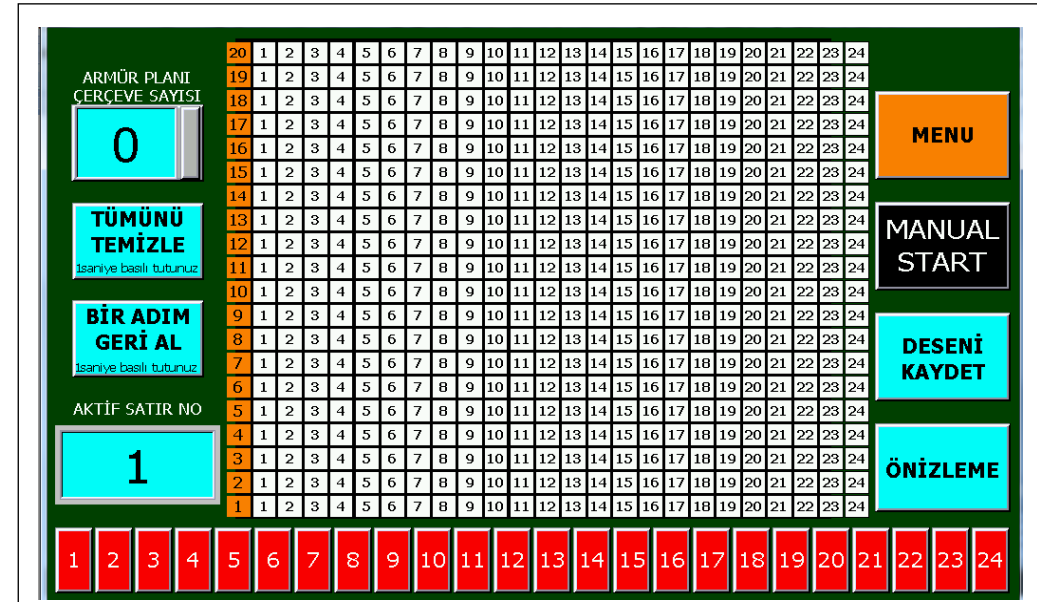 ARMÜR PLANI
ÇERÇEVE SAYISI
0
TÜMÜNÜ
TEMİZLE
1saniye basılı tutunuz
BİR ADIM
GERİ AL
1saniye basılı tutunuz
AKTİF SATIR NO
1
20 1 2 3 4 5 6 7 8 9 10 11 12 13 14 15 16 17 18 19 20 21 22 23 24
19 1 2 3 4 5 6 7 8 9 10 11 12 13 14 15 16 17 18 19 20 21 22 23 24
18 1 2 3 4 5 6 7 8 9 10 11 12 13 14 15 16 17 18 19 20 21 22 23 24
17 1 2 3 4 5 6 7 8 9 10 11 12 13 14 15 16 17 18 19 20 21 22 23 24
16 1 2 3 4 5 6 7 8 9 10 11 12 13 14 15 16 17 18 19 20 21 22 23 24
15 1 2 3 4 5 6 7 8 9 10 11 12 13 14 15 16 17 18 19 20 21 22 23 24
14 1 2 3 4 5 6 7 8 9 10 11 12 13 14 15 16 17 18 19 20 21 22 23 24
13 1 2 3 4 5 6 7 8 9 10 11 12 13 14 15 16 17 18 19 20 21 22 23 24
12 1 2 3 4 5 6 7 8 9 10 11 12 13 14 15 16 17 18 19 20 21 22 23 24
11 1 2 3 4 5 6 7 8 9 10 11 12 13 14 15 16 17 18 19 20 21 22 23 24
10 1 2 3 4 5 6 7 8 9 10 11 12 13 14 15 16 17 18 19 20 21 22 23 24
9 1 2 3 4 5 6 7 8 9 10 11 12 13 14 15 16 17 18 19 20 21 22 23 24
8 1 2 3 4 5 6 7 8 9 10 11 12 13 14 15 16 17 18 19 20 21 22 23 24
7 1 2 3 4 5 6 7 8 9 10 11 12 13 14 15 16 17 18 19 20 21 22 23 24
6 1 2 3 4 5 6 7 8 9 10 11 12 13 14 15 16 17 18 19 20 21 22 23 24
5 1 2 3 4 5 6 7 8 9 10 11 12 13 14 15 16 17 18 19 20 21 22 23 24
4 1 2 3 4 5 6 7 8 9 10 11 12 13 14 15 16 17 18 19 20 21 22 23 24
3 1 2 3 4 5 6 7 8 9 10 11 12 13 14 15 16 17 18 19 20 21 22 23 24
2 1 2 3 4 5 6 7 8 9 10 11 12 13 14 15 16 17 18 19 20 21 22 23 24
1 1 2 3 4 5 6 7 8 9 10 11 12 13 14 15 16 17 18 19 20 21 22 23 24
MENU
MANUAL
START
DESENİ
KAYDET
ÖNİZLEME
1 2 3 4 5 6 7 8 9 10 11 12 13 14 15 16 17 18 19 20 21 22 23 24